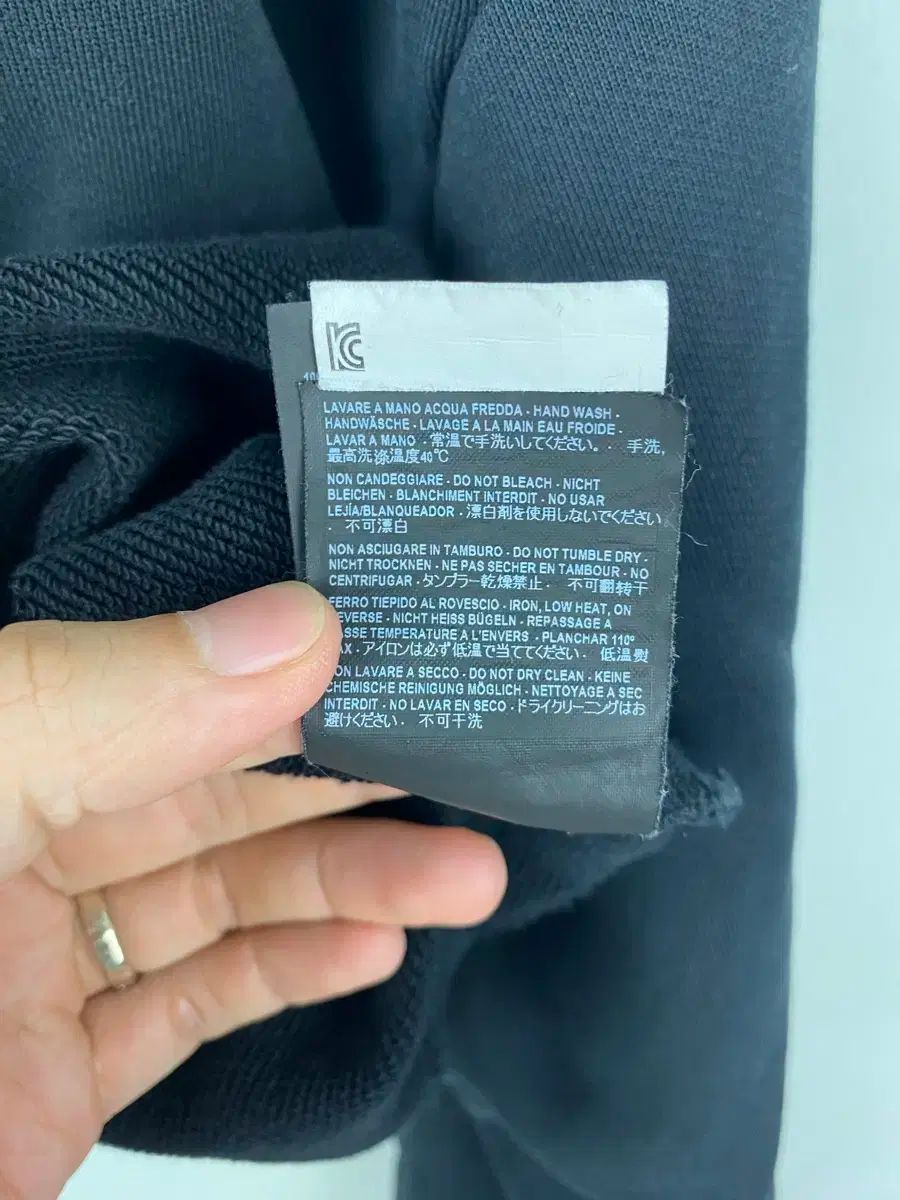 KC
LAVARE A MANO ACQUA FREDDA - HAND WASH -
HANDWÄSCHE - LAVAGE A LA MAIN EAU FROIDE -
LAVAR A MANO - 常温で手洗いしてください。 - 手洗,
最高洗涤温度40℃
NON CANDEGGIARE - DO NOT BLEACH - NICHT
BLEICHEN - BLANCHIMENT INTERDIT - NO USAR
LEJÍA/BLANQUEADOR - 漂白剤を使用しないでください
- 不可漂白
NON ASCIUGARE IN TAMBURO - DO NOT TUMBLE DRY -
NICHT TROCKNEN - NE PAS SECHER EN TAMBOUR - NO
CENTRIFUGAR - タンブラー乾燥禁止 - 不可翻转干
FERRO TIEPIDO AL ROVESCIO - IRON, LOW HEAT, ON
EVERSE - NICHT HEISS BÜGELN - REPASSAGE A
ASSE TEMPERATURE A L'ENVERS - PLANCHAR 110º
AX - アイロンは必ず低温で当ててください. 低温熨
ON LAVARE A SECCO - DO NOT DRY CLEAN - KEINE
CHEMISCHE REINIGUNG MÖGLICH - NETTOYAGE A SEC
INTERDIT - NO LAVAR EN SECO - ドライクリーニングはお
避けください. 不可干洗